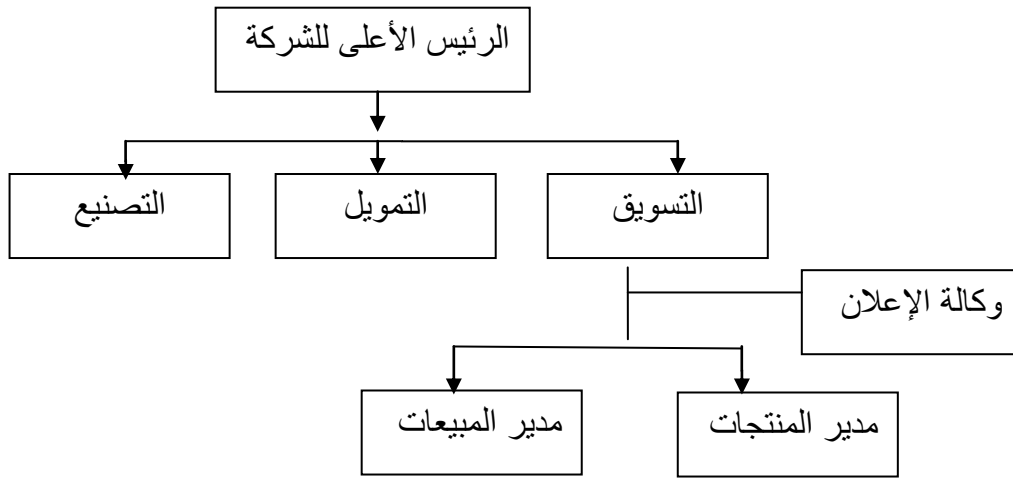 الرئيس الأعلى للشركة
التسويق
التمويل
التصنيع
وكالة الإعلان
مدير المنتجات
مدير المبيعات